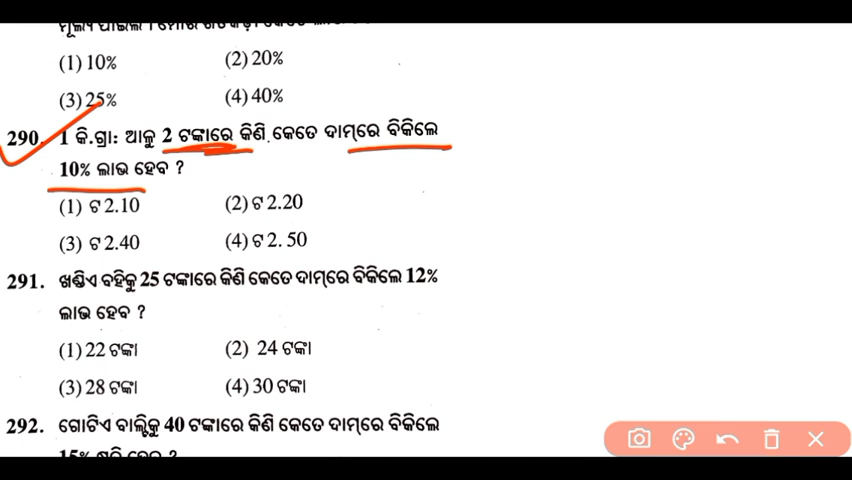 (1) 10% (2) 20%
(3) 25% (4) 40%
290. 1 କି.ଗ୍ରା: ଆଳୁ 2 ଟଙ୍କାରେ କିଣି କେତେ ଦାମ୍‌ରେ ବିକିଲେ
10% ଲାଭ ହେବ ?
(1) ଟ 2.10 (2) ଟ 2.20
(3) ଟ 2.40 (4) ଟ 2.50
291. ଖଣ୍ଡିଏ ବହିକୁ 25 ଟଙ୍କାରେ କିଣି କେତେ ଦାମ୍‌ରେ ବିକିଲେ 12%
ଲାଭ ହେବ ?
(1) 22 ଟଙ୍କା (2) 24 ଟଙ୍କା
(3) 28 ଟଙ୍କା (4) 30 ଟଙ୍କା
292. ଗୋଟିଏ ବାଲ୍ଟିକୁ 40 ଟଙ୍କାରେ କିଣି କେତେ ଦାମ୍‌ରେ ବିକିଲେ